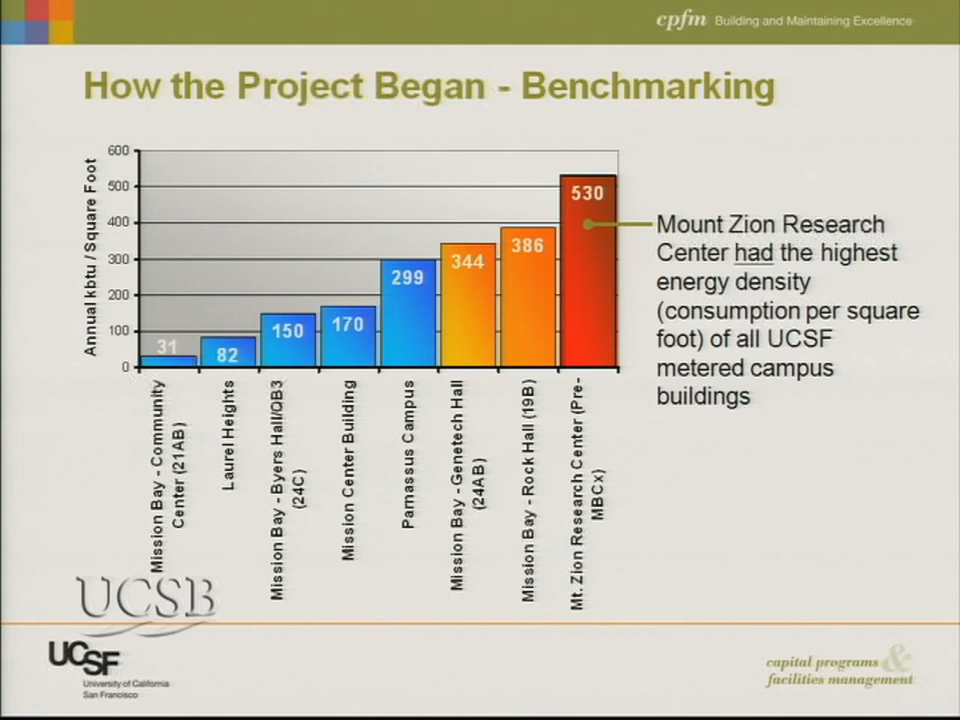 cpfm Building and Maintaining Excellence
How the Project Began - Benchmarking
Annual kbtu / Square Foot
600
500
400
300
200
100
0
31
82
150
170
299
344
386
530
Mission Bay - Community
Center (21AB)
Laurel Heights
Mission Bay - Byers Hall/QB3
(24C)
Mission Center Building
Parnassus Campus
Mission Bay - Genetech Hall
(24AB)
Mission Bay - Rock Hall (19B)
Mt. Zion Research Center (Pre-
MBCx)
Mount Zion Research
Center had the highest
energy density
(consumption per square
foot) of all UCSF
metered campus
buildings
UCSB
UCSF
University of California
San Francisco
capital programs &
facilities management